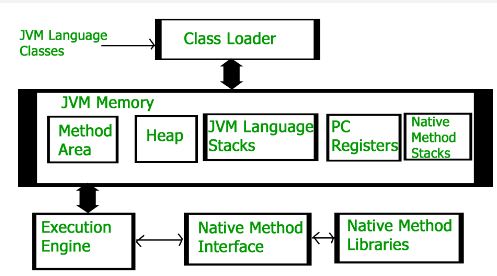 JVM Language
Classes
Class Loader
JVM Memory
Method
Area
Heap
JVM Language
Stacks
PC
Registers
Native
Method
Stacks
Execution
Engine
Native Method
Interface
Native Method
Libraries